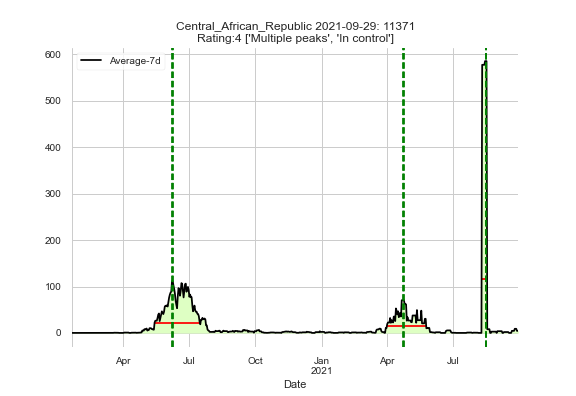 Central_African_Republic 2021-09-29: 11371
Rating:4 ['Multiple peaks', 'In control']
Average-7d
600
500
400
300
200
100
0
Apr
Jul
Oct
Jan
2021
Apr
Jul
Date